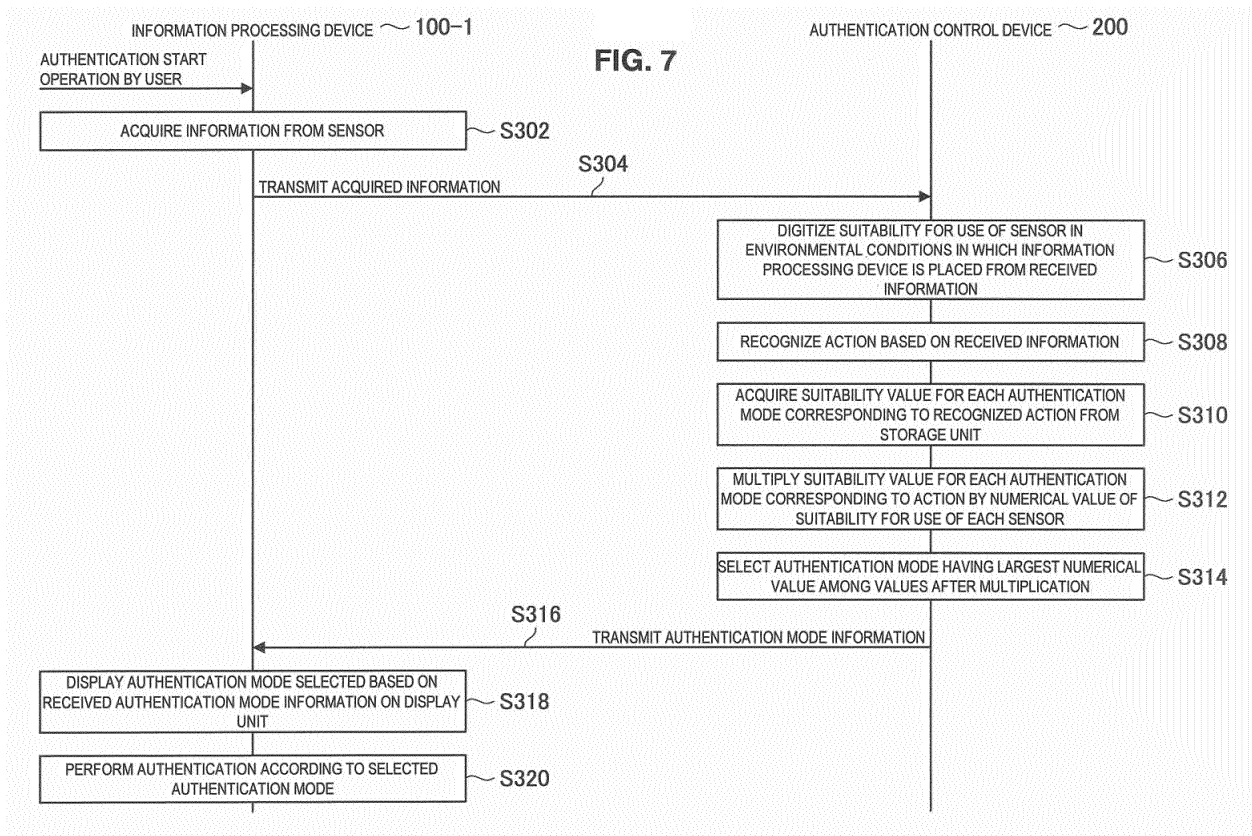 INFORMATION PROCESSING DEVICE 100-1
AUTHENTICATION CONTROL DEVICE 200
FIG. 7
AUTHENTICATION START
OPERATION BY USER
ACQUIRE INFORMATION FROM SENSOR
S302
S304
TRANSMIT ACQUIRED INFORMATION
DIGITIZE SUITABILITY FOR USE OF SENSOR IN
ENVIRONMENTAL CONDITIONS IN WHICH INFORMATION
PROCESSING DEVICE IS PLACED FROM RECEIVED
INFORMATION
S306
RECOGNIZE ACTION BASED ON RECEIVED INFORMATION
S308
ACQUIRE SUITABILITY VALUE FOR EACH AUTHENTICATION
MODE CORRESPONDING TO RECOGNIZED ACTION FROM
STORAGE UNIT
S310
MULTIPLY SUITABILITY VALUE FOR EACH AUTHENTICATION
MODE CORRESPONDING TO ACTION BY NUMERICAL VALUE OF
SUITABILITY FOR USE OF EACH SENSOR
S312
SELECT AUTHENTICATION MODE HAVING LARGEST NUMERICAL
VALUE AMONG VALUES AFTER MULTIPLICATION
S314
S316
TRANSMIT AUTHENTICATION MODE INFORMATION
DISPLAY AUTHENTICATION MODE SELECTED BASED ON
RECEIVED AUTHENTICATION MODE INFORMATION ON DISPLAY
UNIT
S318
PERFORM AUTHENTICATION ACCORDING TO SELECTED
AUTHENTICATION MODE
S320